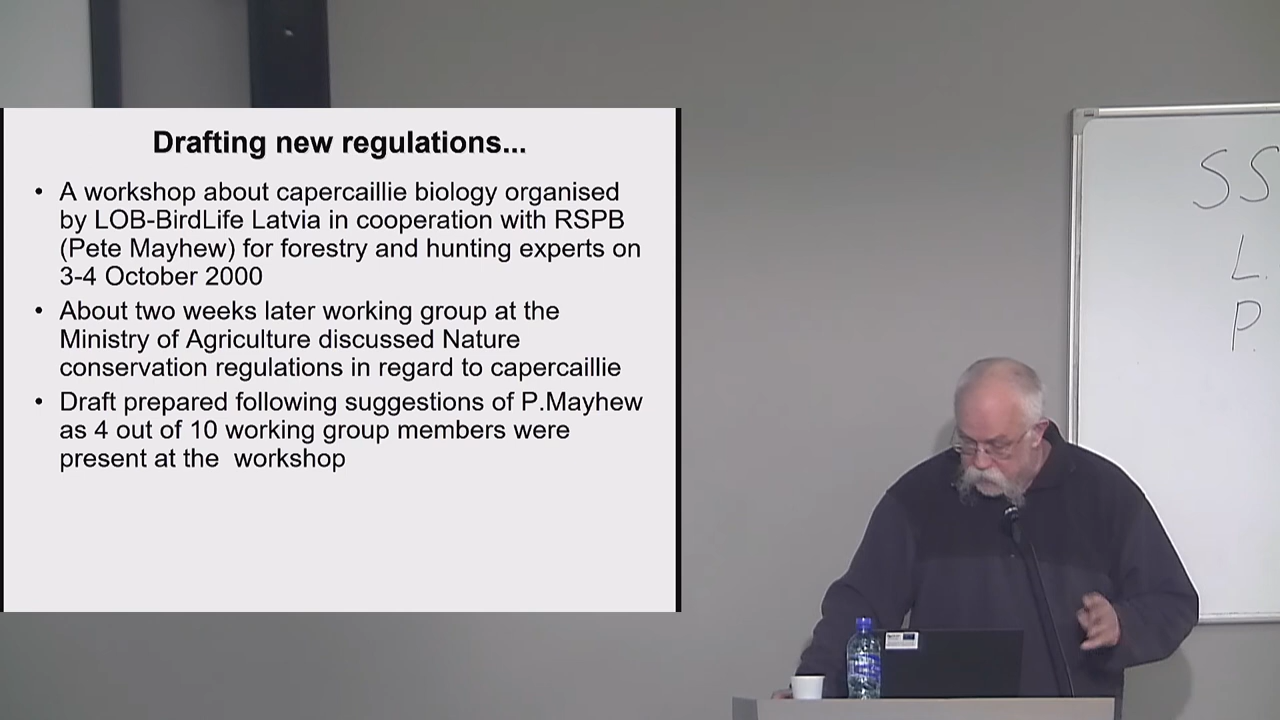 Drafting new regulations...
• A workshop about capercaillie biology organised
by LOB-BirdLife Latvia in cooperation with RSPB
(Pete Mayhew) for forestry and hunting experts on
3-4 October 2000
• About two weeks later working group at the
Ministry of Agriculture discussed Nature
conservation regulations in regard to capercaillie
• Draft prepared following suggestions of P.Mayhew
as 4 out of 10 working group members were
present at the  workshop
SS
L.
P.